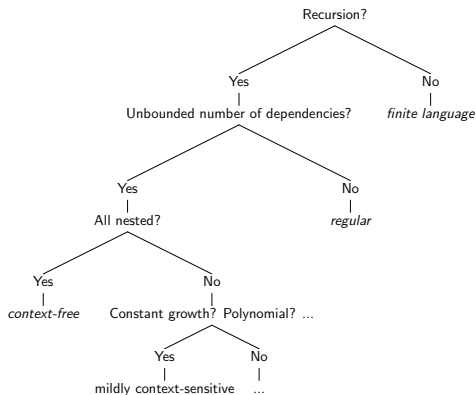 Recursion?
Yes
No
Unbounded number of dependencies?
finite language
Yes
No
All nested?
regular
Yes
No
context-free
Constant growth? Polynomial? ...
Yes
No
mildly context-sensitive
...